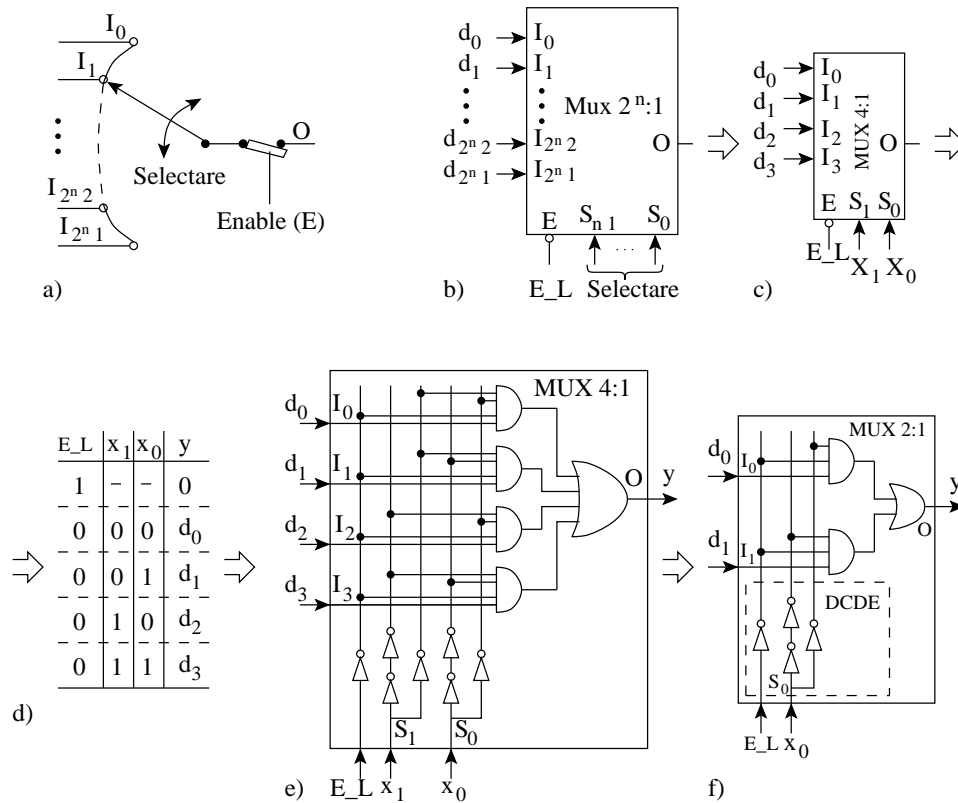 I0
I1
I2n 2
I2n 1
Selectare
O
Enable (E)
a)
d0
d1
d2n 2
d2n 1
I0
I1
I2n 2
I2n 1
Mux 2n:1
O
E
Sn 1
S0
. . .
E_L
Selectare
b)
d0
d1
d2
d3
I0
I1
I2
I3
MUX 4:1
O
E
S1
S0
E_L
X1
X0
c)
E_L x1 x0 y
1 – – 0
0 0 0 d0
0 0 1 d1
0 1 0 d2
0 1 1 d3
d)
MUX 4:1
d0
d1
d2
d3
I0
I1
I2
I3
O
y
S1
S0
E_L
x1
x0
e)
MUX 2:1
d0
d1
I0
I1
O
y
DCDE
S0
E_L
x0
f)